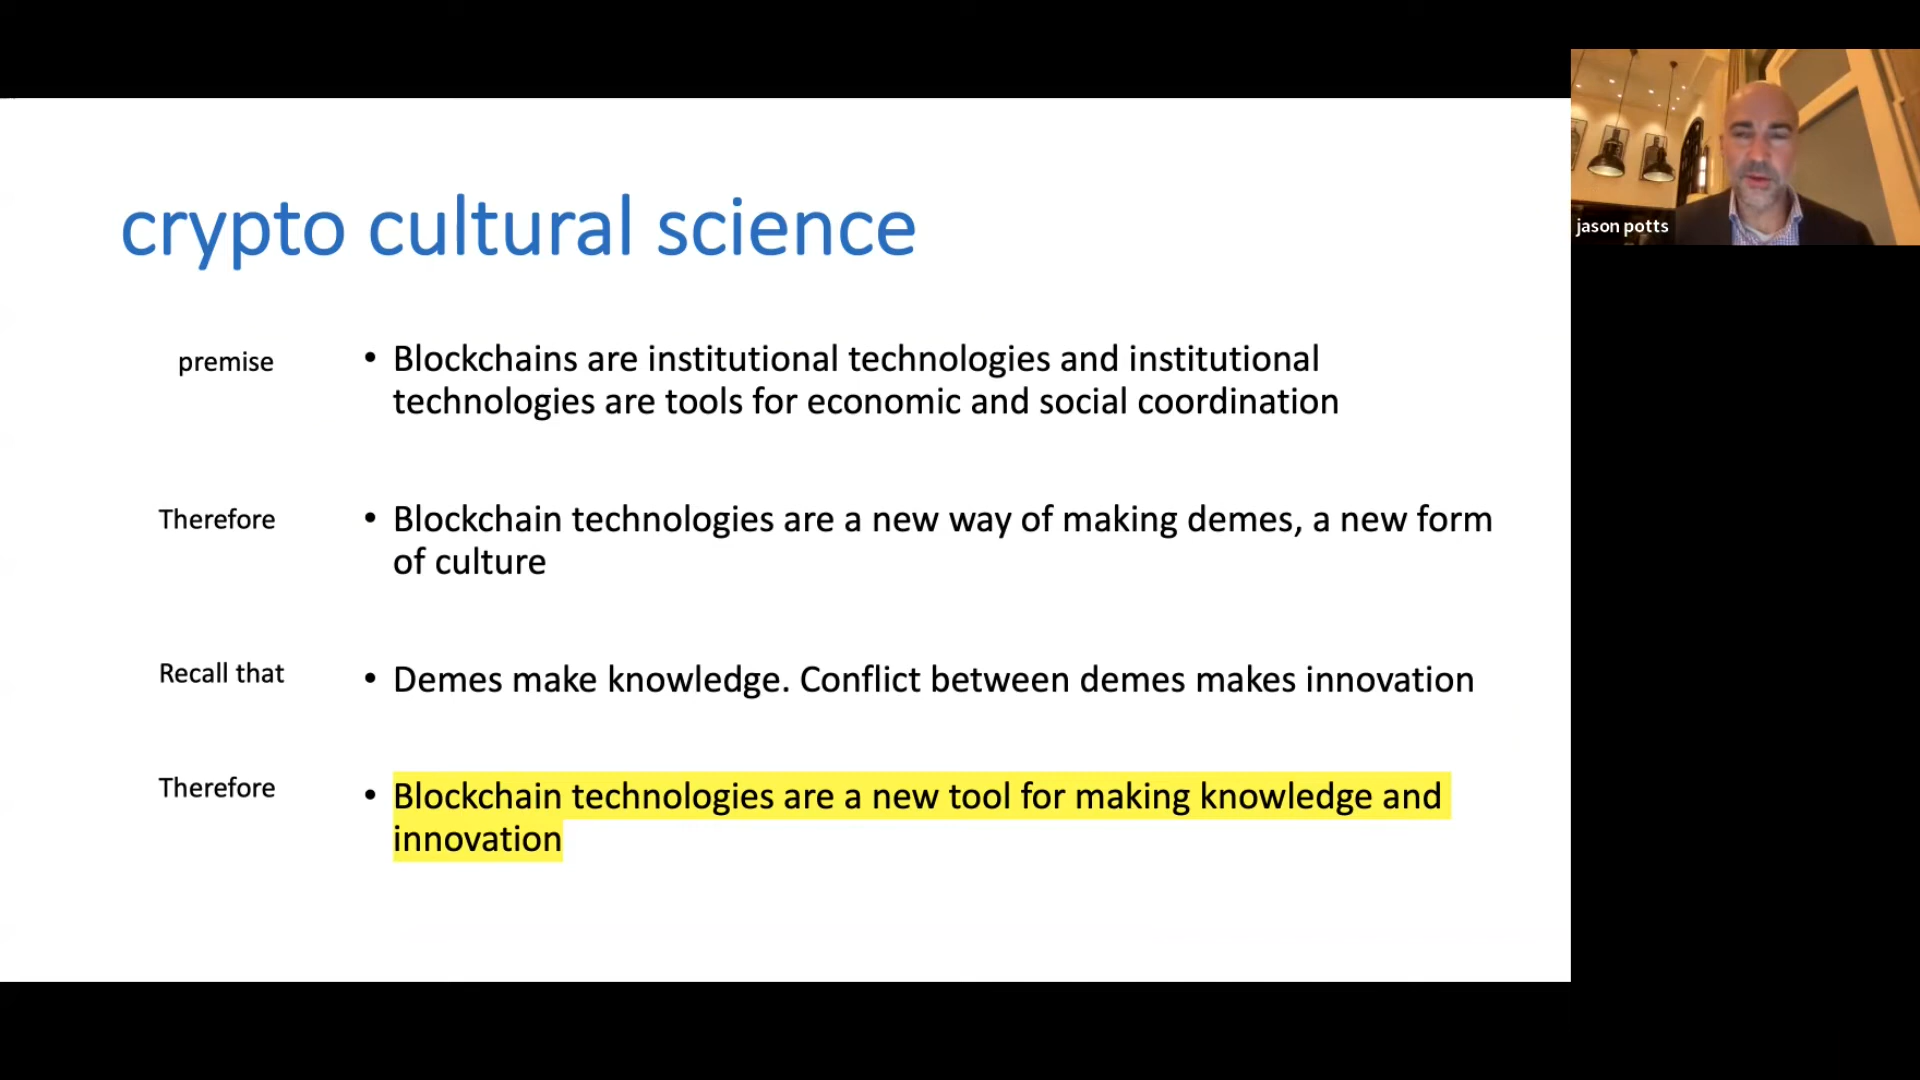 crypto cultural science
premise
• Blockchains are institutional technologies and institutional
technologies are tools for economic and social coordination
Therefore
• Blockchain technologies are a new way of making demes, a new form
of culture
Recall that
• Demes make knowledge. Conflict between demes makes innovation
Therefore
• Blockchain technologies are a new tool for making knowledge and
innovation
jason potts